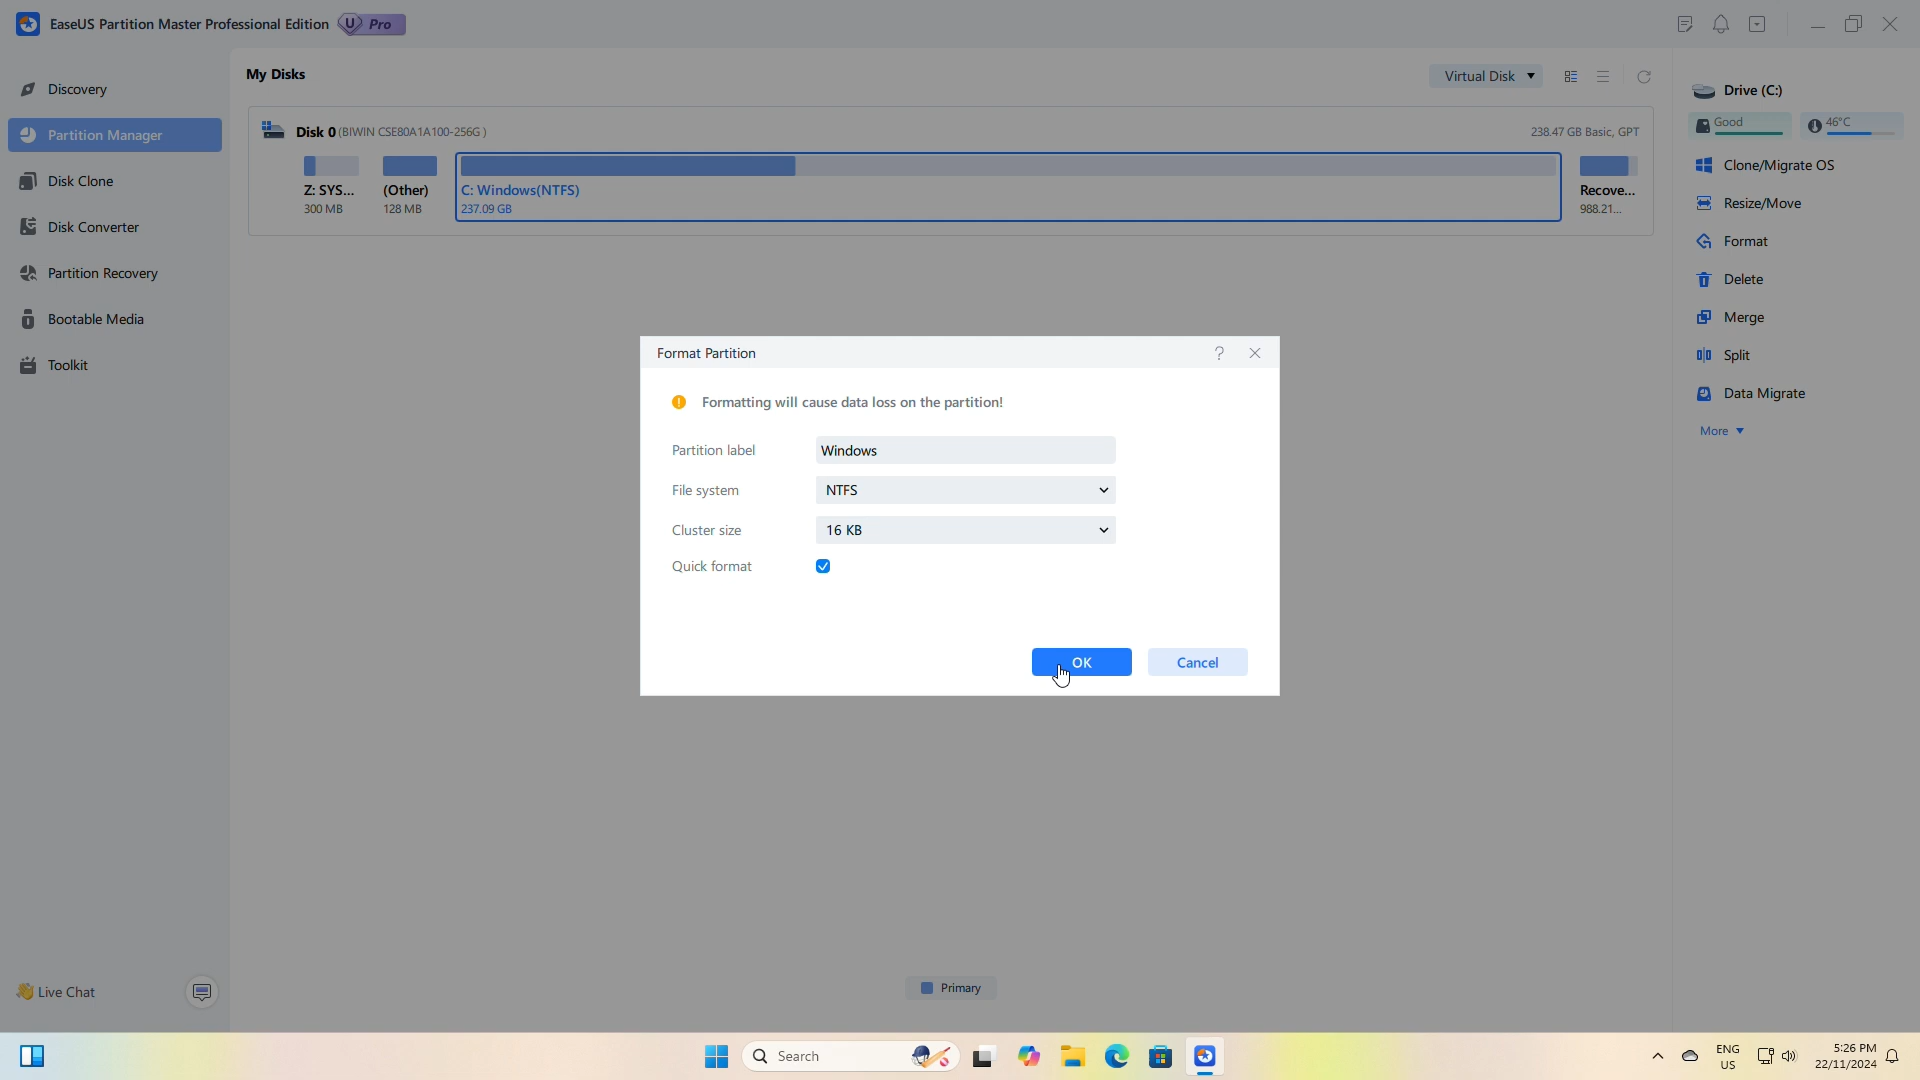 EaseUS Partition Master Professional Edition Pro
Discovery
Partition Manager
Disk Clone
Disk Converter
Partition Recovery
Bootable Media
Toolkit
Live Chat
My Disks
Virtual Disk
Disk 0 (BIWIN CSE80A1A100-256G )
238.47 GB Basic, GPT
Z: SYS...
300 MB
(Other)
128 MB
C: Windows(NTFS)
237.09 GB
Recove...
988.21...
Format Partition
Formatting will cause data loss on the partition!
Partition label Windows
File system NTFS
Cluster size 16 KB
Quick format
OK
Cancel
Primary
Drive (C:)
Good
46°C
Clone/Migrate OS
Resize/Move
Format
Delete
Merge
Split
Data Migrate
More
Search
ENG
US
5:26 PM
22/11/2024